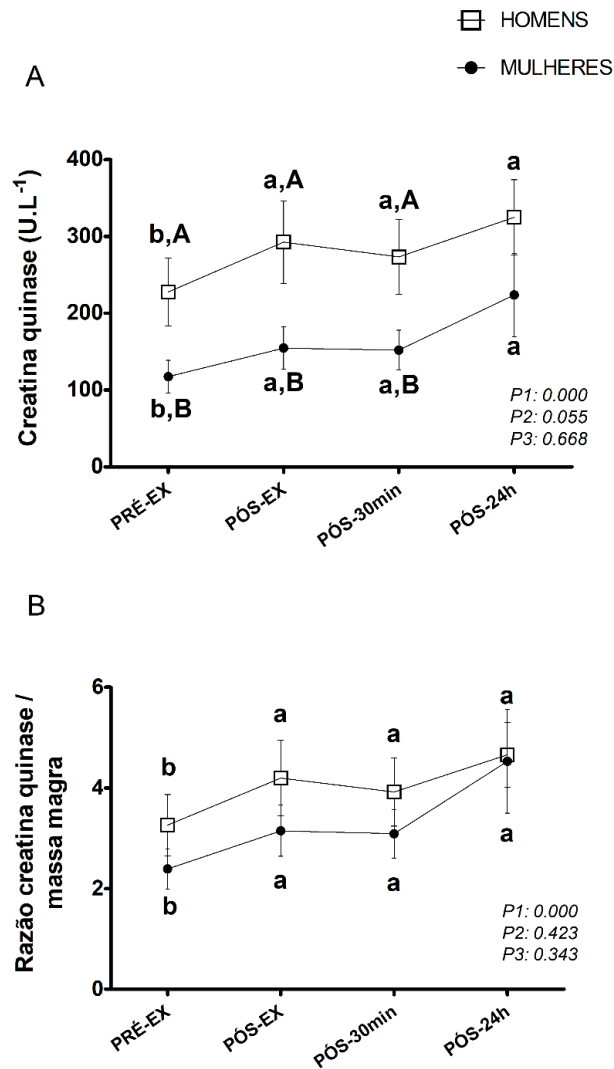 HOMENS
MULHERES
A
Creatina quinase (U.L⁻¹)
400
300
200
100
0
b,A
a,A
a,A
a
b,B
a,B
a,B
a
P1: 0.000
P2: 0.055
P3: 0.668
PRÉ-EX
PÓS-EX
PÓS-30min
PÓS-24h
B
Razão creatina quinase /
massa magra
6
4
2
0
b
a
a
a
b
a
a
a
P1: 0.000
P2: 0.423
P3: 0.343
PRÉ-EX
PÓS-EX
PÓS-30min
PÓS-24h